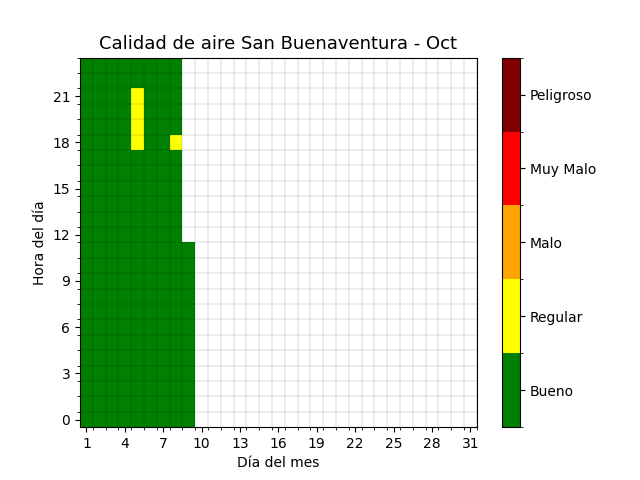 Calidad de aire San Buenaventura - Oct
21
18
15
12
9
6
3
0
Hora del día
1 4 7 10 13 16 19 22 25 28 31
Día del mes
Peligroso
Muy Malo
Malo
Regular
Bueno